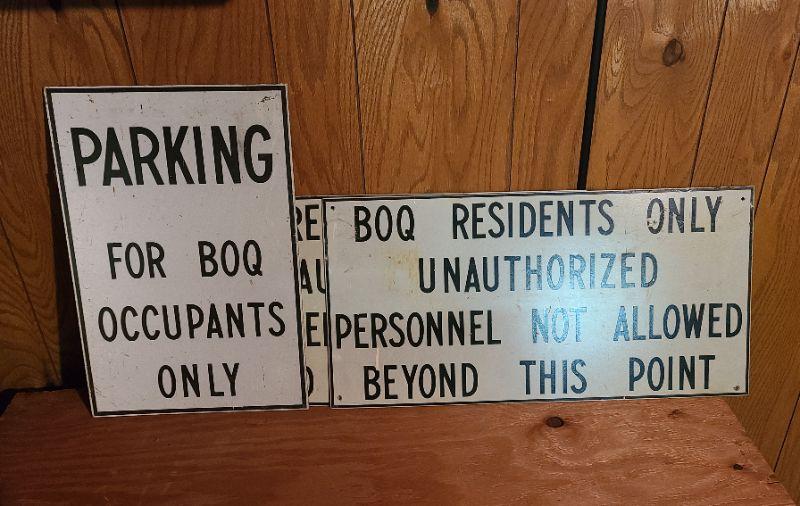 PARKING
FOR BOQ
OCCUPANTS
ONLY
BOQ RESIDENTS ONLY
UNAUTHORIZED
PERSONNEL NOT ALLOWED
BEYOND THIS POINT